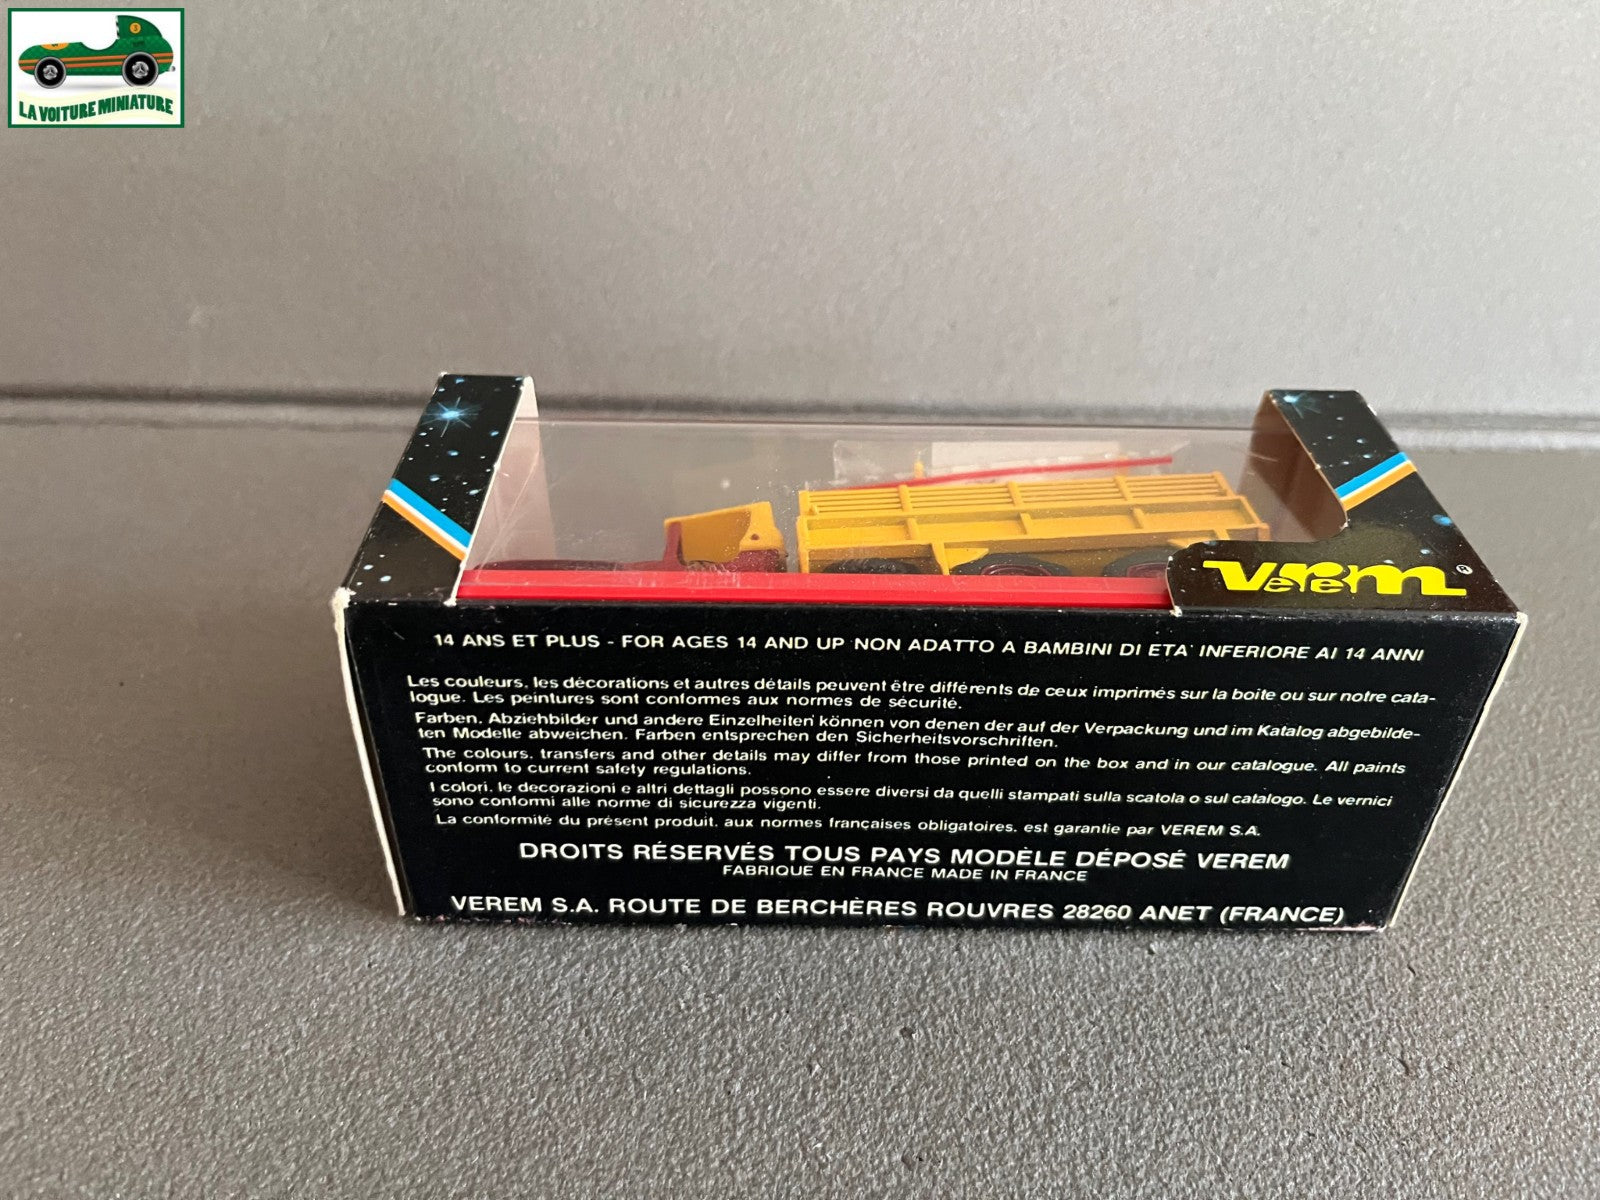 LA VOITURE MINIATURE
Verem ®
14 ANS ET PLUS - FOR AGES 14 AND UP NON ADATTO A BAMBINI DI ETA' INFERIORE AI 14 ANNI
Les couleurs, les décorations et autres détails peuvent être différents de ceux imprimés sur la boîte ou sur notre cata-
logue. Les peintures sont conformes aux normes de sécurité.
Farben, Abziehbilder und andere Einzelheiten können von denen der auf der Verpackung und im Katalog abgebilde-
ten Modelle abweichen. Farben entsprechen den Sicherheitsvorschriften.
The colours, transfers and other details may differ from those printed on the box and in our catalogue. All paints
conform to current safety regulations.
I colori, le decorazioni e altri dettagli possono essere diversi da quelli stampati sulla scatola o sul catalogo. Le vernici
sono conformi alle norme di sicurezza vigenti.
La conformité du présent produit, aux normes françaises obligatoires, est garantie par VEREM S.A.
DROITS RÉSERVÉS TOUS PAYS MODÈLE DÉPOSÉ VEREM
FABRIQUE EN FRANCE MADE IN FRANCE
VEREM S.A. ROUTE DE BERCHÈRES ROUVRES 28260 ANET (FRANCE)